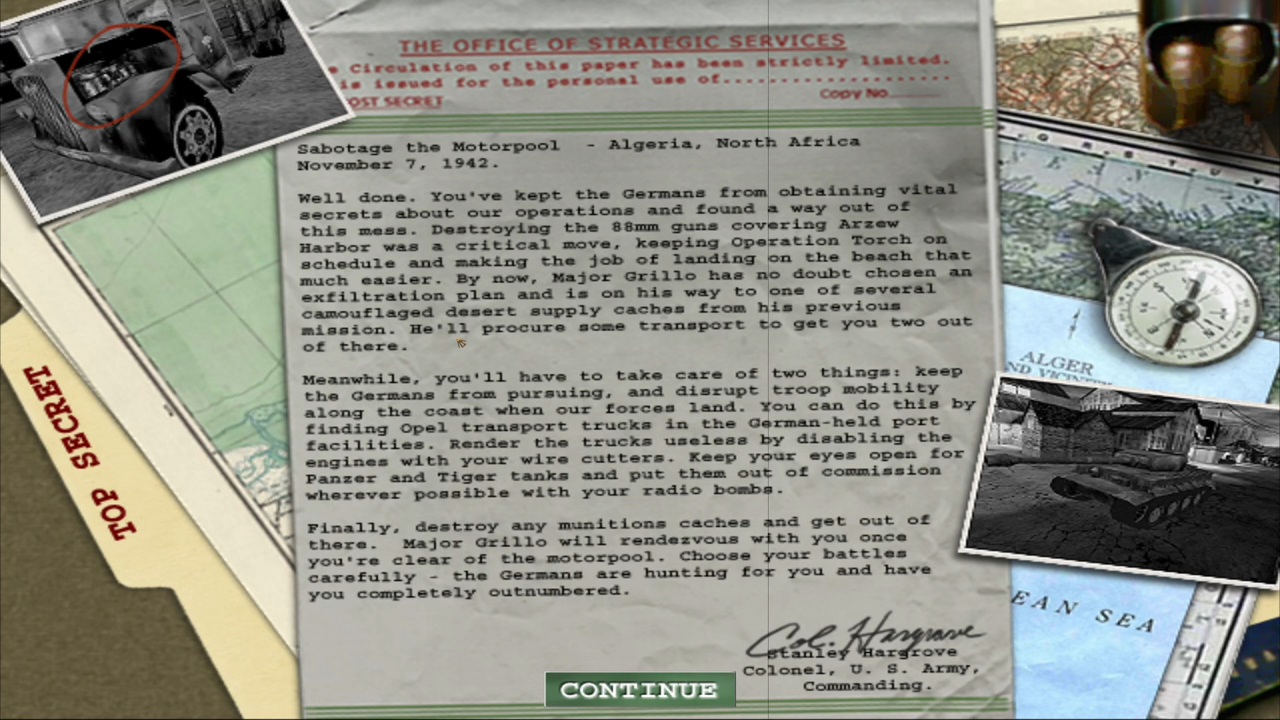 THE OFFICE OF STRATEGIC SERVICES
e Circulation of this paper has been strictly limited.
is issued for the personal use of....................
OST SECRET
Copy No
Sabotage the Motorpool - Algeria, North Africa
November 7, 1942.
Well done. You've kept the Germans from obtaining vital
secrets about our operations and found a way out of
this mess. Destroying the 88mm guns covering Arzew
Harbor was a critical move, keeping Operation Torch on
schedule and making the job of landing on the beach that
much easier. By now, Major Grillo has no doubt chosen an
exfiltration plan and is on his way to one of several
camouflaged desert supply caches from his previous
mission. He'll procure some transport to get you two out
of there.
Meanwhile, you'll have to take care of two things: keep
the Germans from pursuing, and disrupt troop mobility
along the coast when our forces land. You can do this by
finding Opel transport trucks in the German-held port
facilities. Render the trucks useless by disabling the
engines with your wire cutters. Keep your eyes open for
Panzer and Tiger tanks and put them out of commission
wherever possible with your radio bombs.
Finally, destroy any munitions caches and get out of
there. Major Grillo will rendezvous with you once
you're clear of the motorpool. Choose your battles
carefully - the Germans are hunting for you and have
you completely outnumbered.
Col. Hargrove
Stanley Hargrove
Colonel, U. S. Army,
Commanding.
CONTINUE
TOP SECRET
ALGER
ND VICINITY
EAN SEA